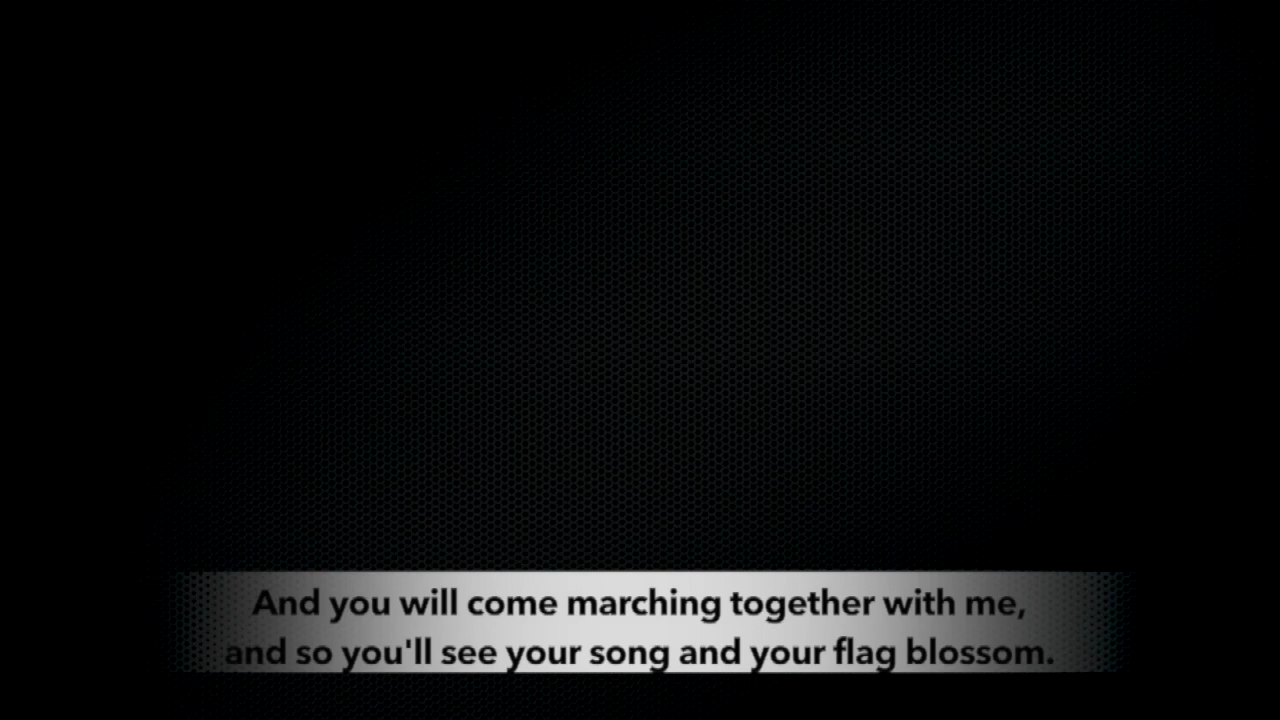 And you will come marching together with me,
and so you'll see your song and your flag blossom.